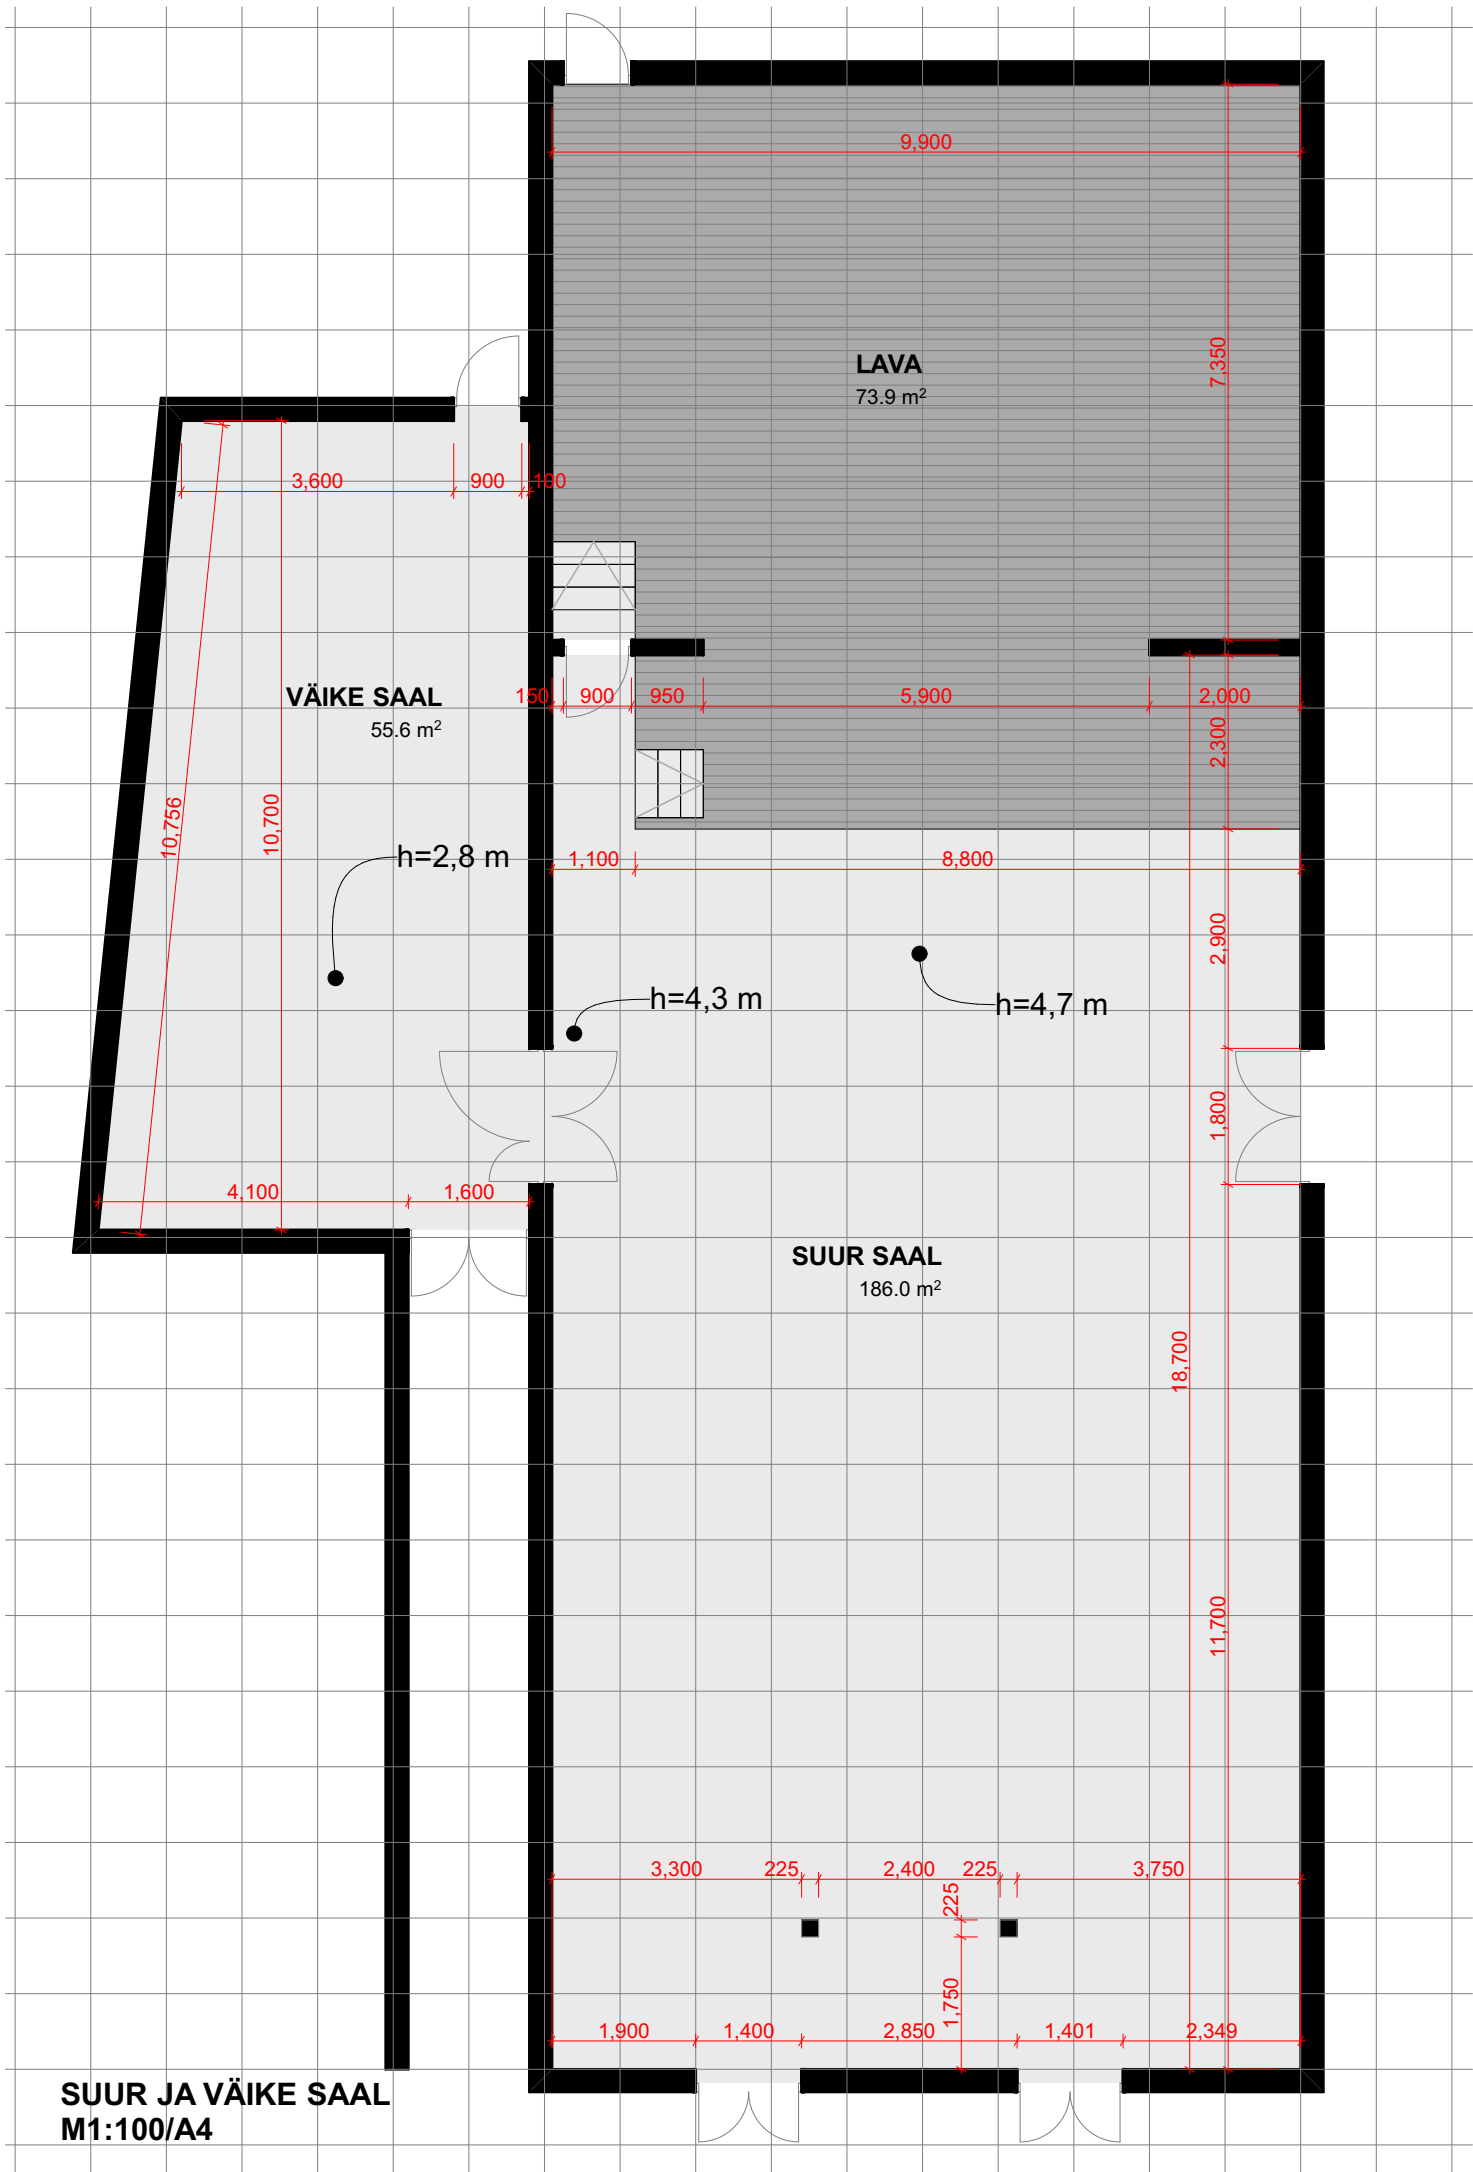 9,900
7,350
LAVA
73.9 m²
3,600 900 100
150 900 950 5,900 2,000
VÄIKE SAAL
55.6 m²
2,300
10,756
10,700
h=2,8 m
1,100 8,800
2,900
h=4,3 m
h=4,7 m
1,800
4,100 1,600
SUUR SAAL
186.0 m²
18,700
11,700
3,300 225 2,400 225 3,750
225
1,750
1,900 1,400 2,850 1,401 2,349
SUUR JA VÄIKE SAAL
M1:100/A4